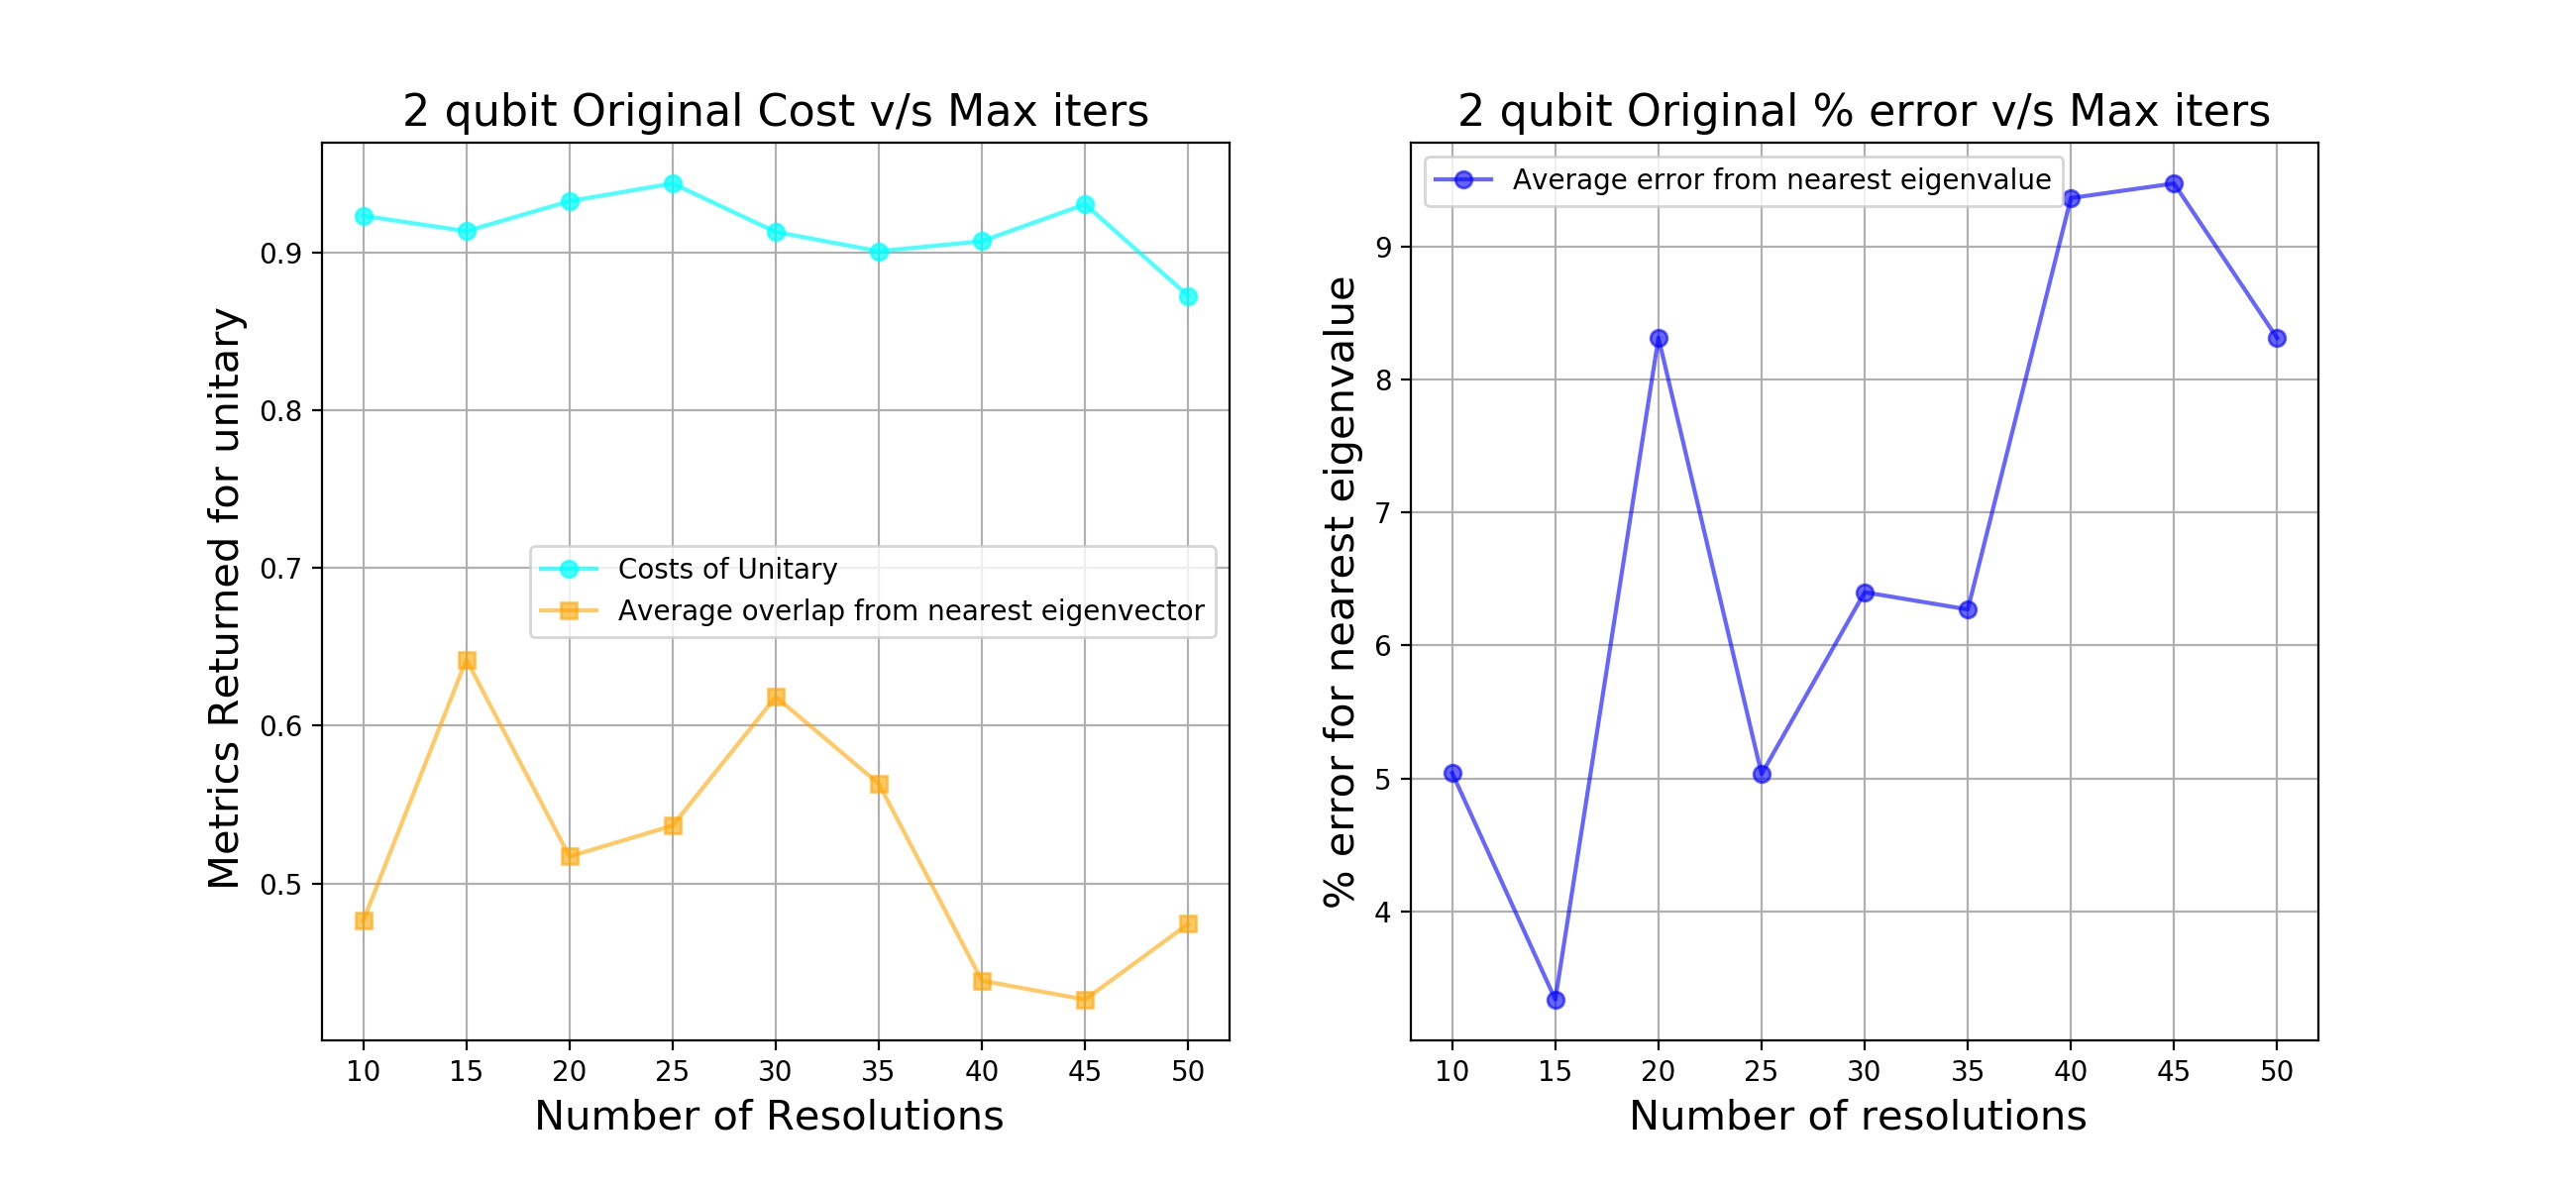 2 qubit Original Cost v/s Max iters
Metrics Returned for unitary
0.9
0.8
0.7
0.6
0.5
Costs of Unitary
Average overlap from nearest eigenvector
10 15 20 25 30 35 40 45 50
Number of Resolutions
2 qubit Original % error v/s Max iters
% error for nearest eigenvalue
Average error from nearest eigenvalue
9
8
7
6
5
4
10 15 20 25 30 35 40 45 50
Number of resolutions